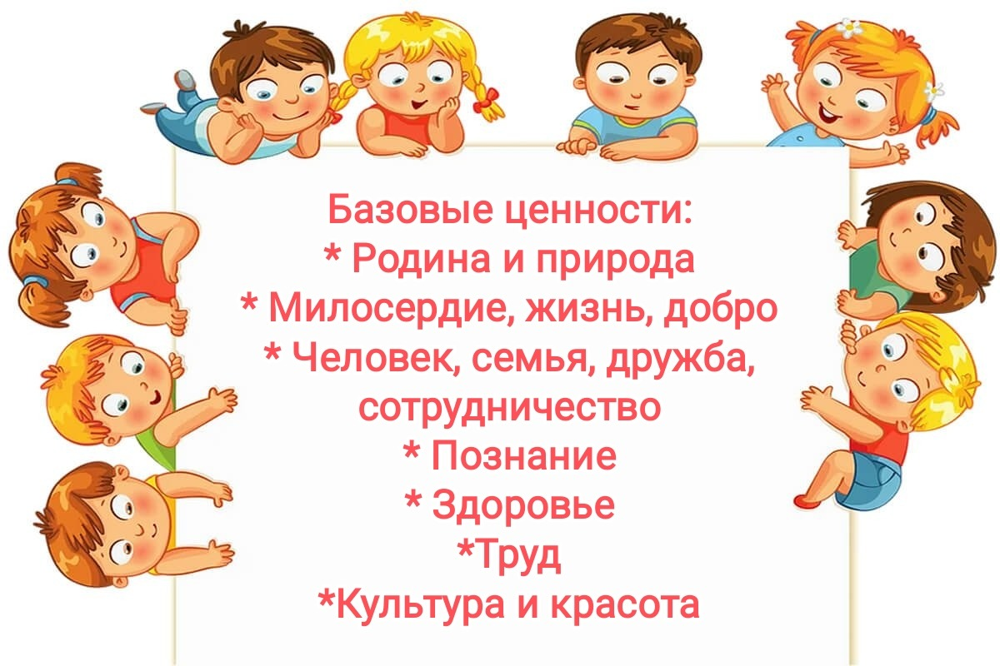 Базовые ценности:
* Родина и природа
* Милосердие, жизнь, добро
* Человек, семья, дружба,
сотрудничество
* Познание
* Здоровье
*Труд
*Культура и красота